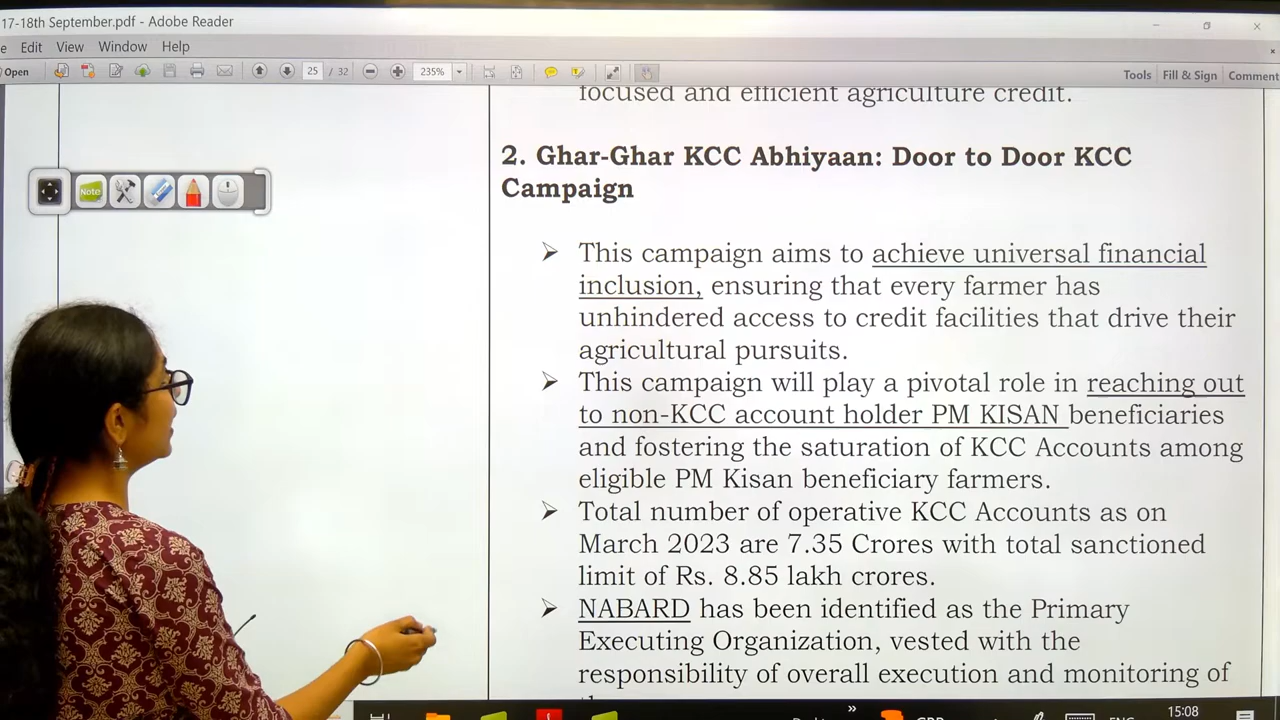 17-18th September.pdf - Adobe Reader
e Edit View Window Help
Open 25 / 32 235% Tools Fill & Sign Comment
focused and efficient agriculture credit.
2. Ghar-Ghar KCC Abhiyaan: Door to Door KCC
Campaign
Note
➢ This campaign aims to achieve universal financial
inclusion, ensuring that every farmer has
unhindered access to credit facilities that drive their
agricultural pursuits.
➢ This campaign will play a pivotal role in reaching out
to non-KCC account holder PM KISAN beneficiaries
and fostering the saturation of KCC Accounts among
eligible PM Kisan beneficiary farmers.
➢ Total number of operative KCC Accounts as on
March 2023 are 7.35 Crores with total sanctioned
limit of Rs. 8.85 lakh crores.
➢ NABARD has been identified as the Primary
Executing Organization, vested with the
responsibility of overall execution and monitoring of
15:08